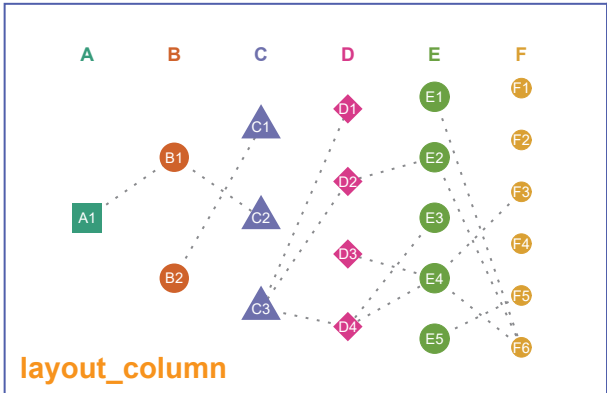 A B C D E F
F1
E1
D1
C1
F2
B1
E2
D2
F3
A1
C2
E3
F4
D3
B2
E4
F5
C3
D4
E5
F6
layout_column